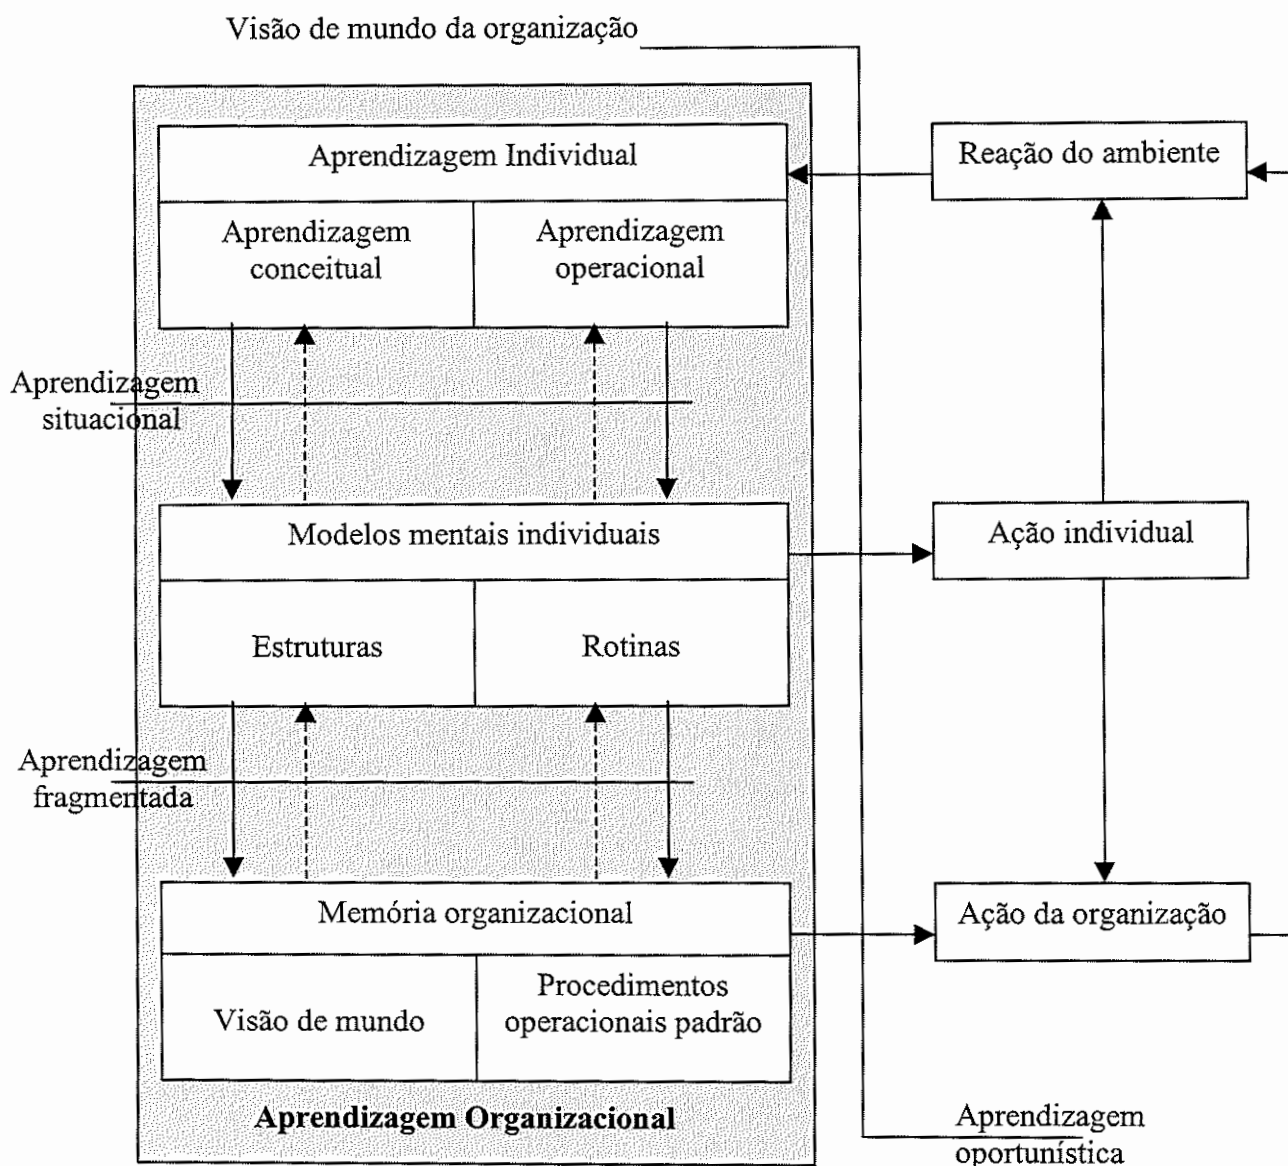 Visão de mundo da organização
Aprendizagem Individual
Reação do ambiente
Aprendizagem
conceitual
Aprendizagem
operacional
Aprendizagem
situacional
Modelos mentais individuais
Ação individual
Estruturas
Rotinas
Aprendizagem
fragmentada
Memória organizacional
Ação da organização
Visão de mundo
Procedimentos
operacionais padrão
Aprendizagem Organizacional
Aprendizagem
oportunística